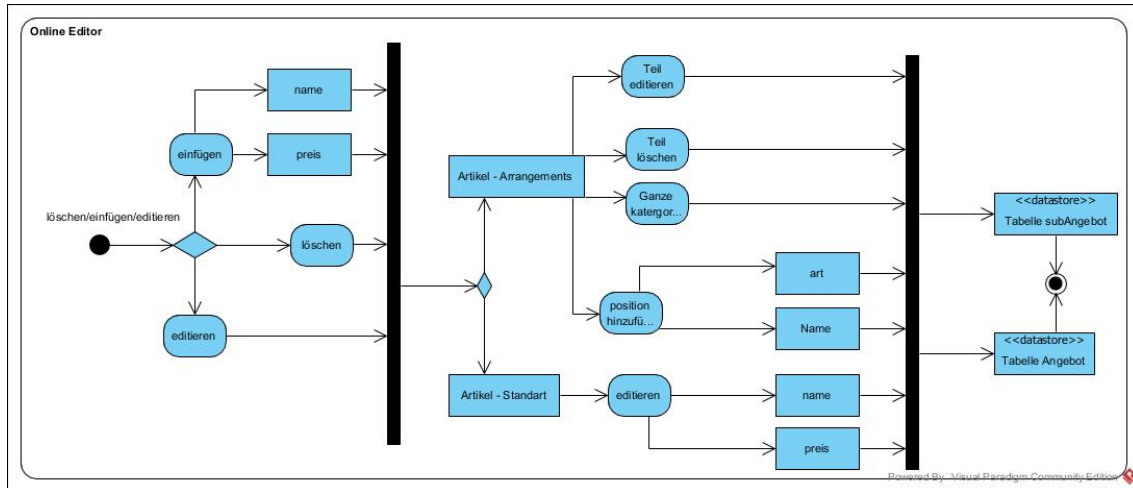 Online Editor
name
einfügen
preis
löschen/einfügen/editieren
löschen
editieren
Teil
editieren
Teil
löschen
Artikel - Arrangements
Ganze
katergor...
art
position
hinzufü...
Name
Artikel - Standart
editieren
name
preis
<<datastore>>
Tabelle subAngebot
<<datastore>>
Tabelle Angebot
Powered By Visual Paradigm Community Edition